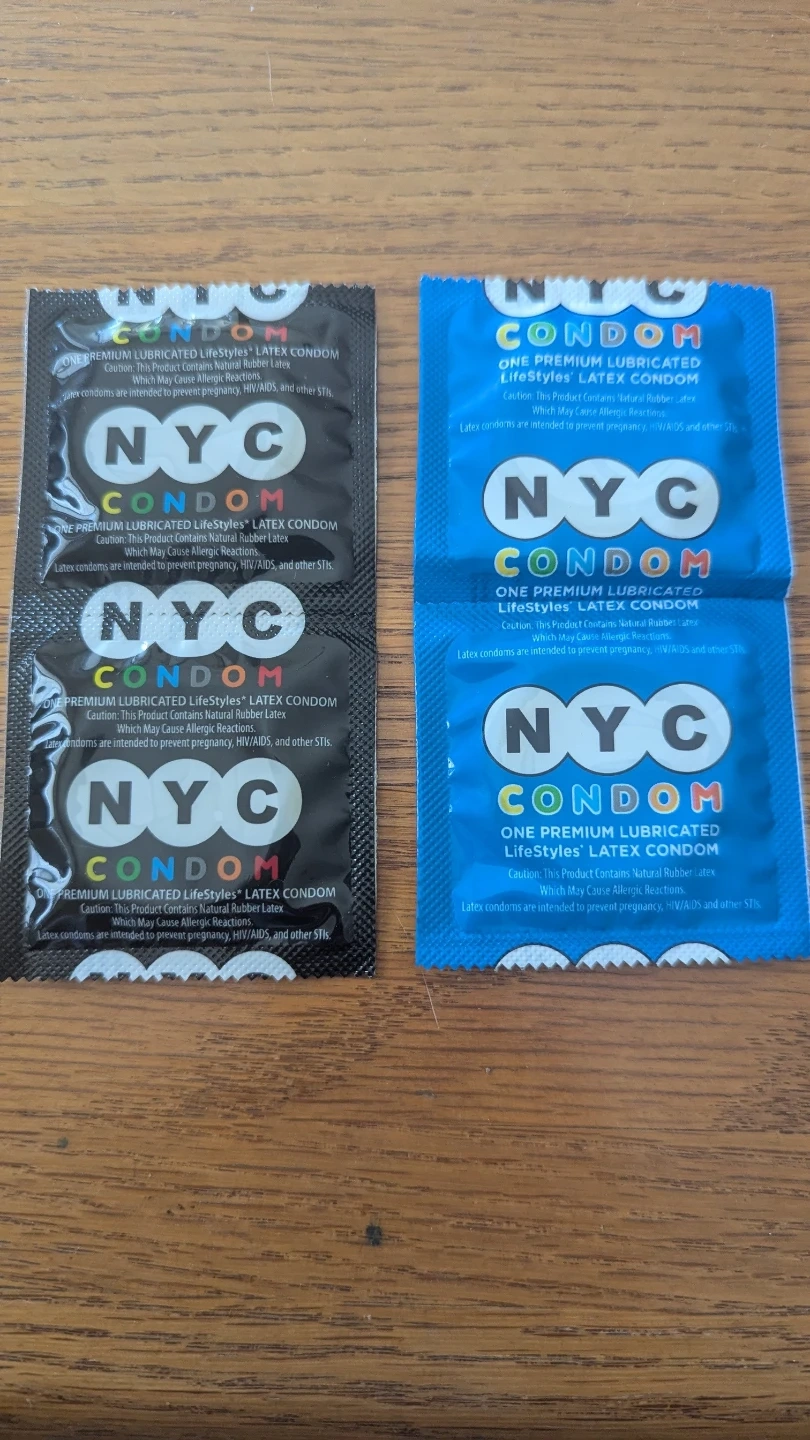 NYC
CONDOM
ONE PREMIUM LUBRICATED LifeStyles® LATEX CONDOM
Caution: This Product Contains Natural Rubber Latex
Which May Cause Allergic Reactions.
Latex condoms are intended to prevent pregnancy, HIV/AIDS, and other STIs.
NYC
CONDOM
ONE PREMIUM LUBRICATED LifeStyles® LATEX CONDOM
Caution: This Product Contains Natural Rubber Latex
Which May Cause Allergic Reactions.
Latex condoms are intended to prevent pregnancy, HIV/AIDS, and other STIs.
NYC
CONDOM
ONE PREMIUM LUBRICATED LifeStyles® LATEX CONDOM
Caution: This Product Contains Natural Rubber Latex
Which May Cause Allergic Reactions.
Latex condoms are intended to prevent pregnancy, HIV/AIDS, and other STIs.
NYC
CONDOM
ONE PREMIUM LUBRICATED LifeStyles® LATEX CONDOM
Caution: This Product Contains Natural Rubber Latex
Which May Cause Allergic Reactions.
Latex condoms are intended to prevent pregnancy, HIV/AIDS, and other STIs.
NYC
NYC
CONDOM
ONE PREMIUM LUBRICATED
LifeStyles® LATEX CONDOM
Caution: This Product Contains Natural Rubber Latex
Which May Cause Allergic Reactions.
Latex condoms are intended to prevent pregnancy, HIV/AIDS and other STIs.
NYC
CONDOM
ONE PREMIUM LUBRICATED
LifeStyles® LATEX CONDOM
Caution: This Product Contains Natural Rubber Latex
Which May Cause Allergic Reactions.
Latex condoms are intended to prevent pregnancy, HIV/AIDS and other STIs.
NYC
CONDOM
ONE PREMIUM LUBRICATED
LifeStyles® LATEX CONDOM
Caution: This Product Contains Natural Rubber Latex
Which May Cause Allergic Reactions.
Latex condoms are intended to prevent pregnancy, HIV/AIDS and other STIs.